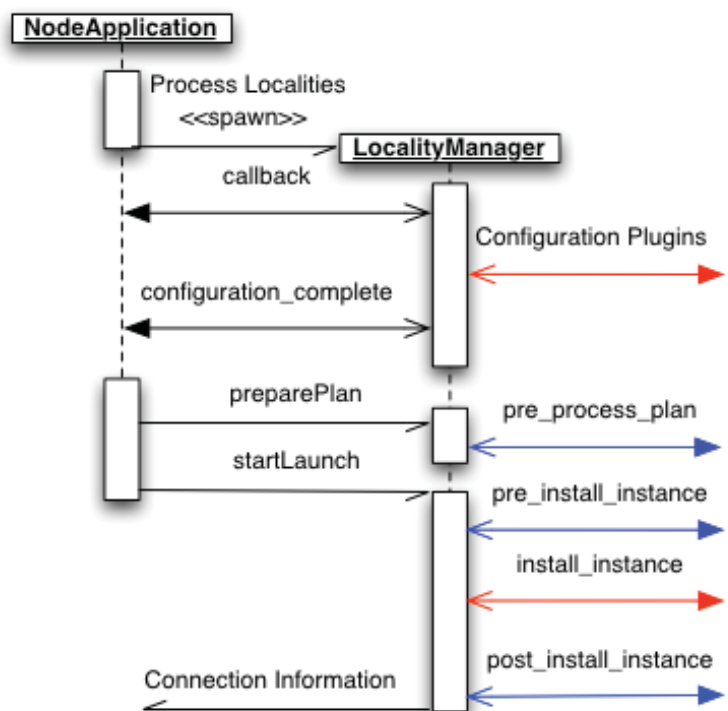 NodeApplication
Process Localities
<<spawn>>
LocalityManager
callback
Configuration Plugins
configuration_complete
preparePlan
pre_process_plan
startLaunch
pre_install_instance
install_instance
post_install_instance
Connection Information